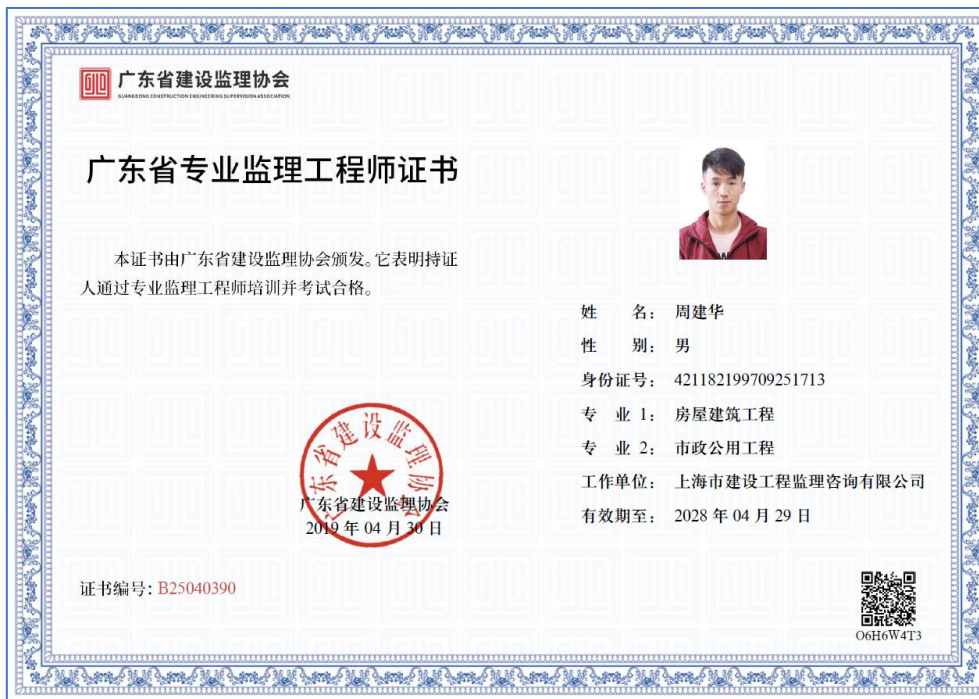 广东省建设监理协会
GUANGDONG CONSTRUCTION ENGINEERING SUPERVISION ASSOCIATION
广东省专业监理工程师证书
本证书由广东省建设监理协会颁发。它表明持证
人通过专业监理工程师培训并考试合格。
姓 名： 周建华
性 别： 男
身份证号： 421182199709251713
专 业 1： 房屋建筑工程
专 业 2： 市政公用工程
工作单位： 上海市建设工程监理咨询有限公司
有效期至： 2028 年 04 月 29 日
广东省建设监理协会
广东省建设监理协会
2019 年 04 月 30 日
证书编号: B25040390
O6H6W4T3